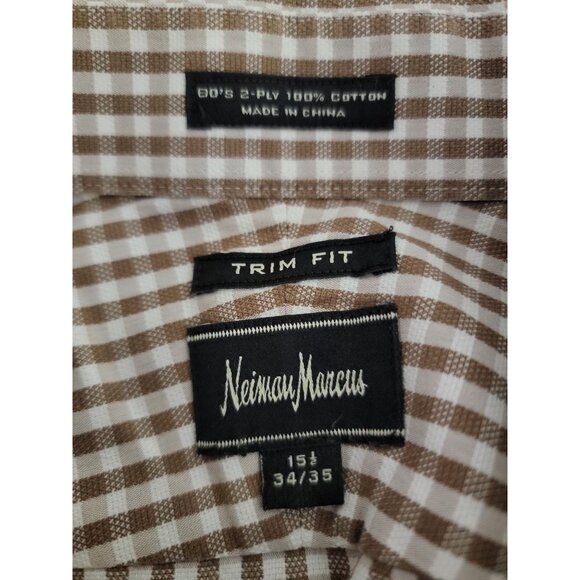 80'S 2-PLY 100% COTTON
MADE IN CHINA
TRIM FIT
Neiman Marcus
15½
34/35